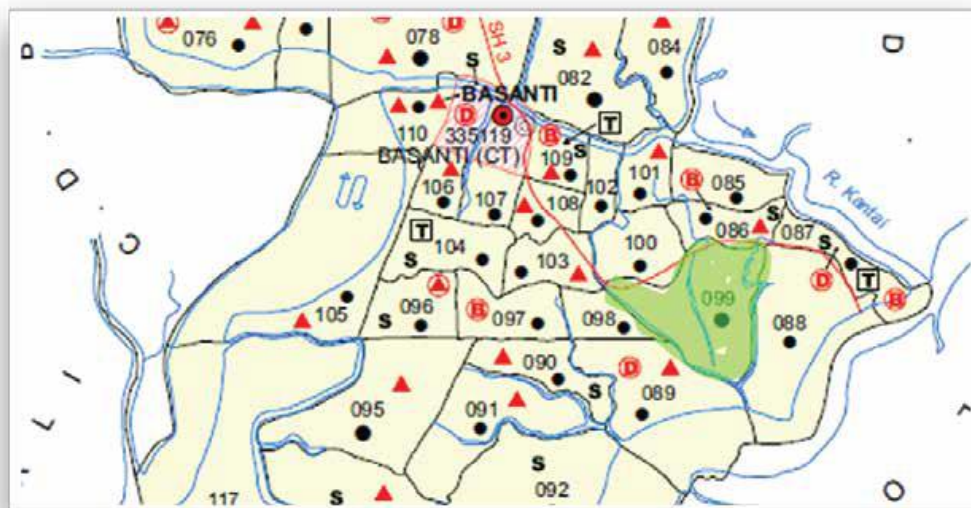 076
078
D
S
SH 3
S
082
084
D
BASANTI
D
335119
BASANTI (CT)
B
T
110
109
S
106
107
108
102
101
B
085
R. Kantai
086
S
087
S
T
104
S
103
100
D
T
B
105
096
S
B
097
098
099
088
090
D
089
S
095
091
S
092
117
S
D
O
L
I
O